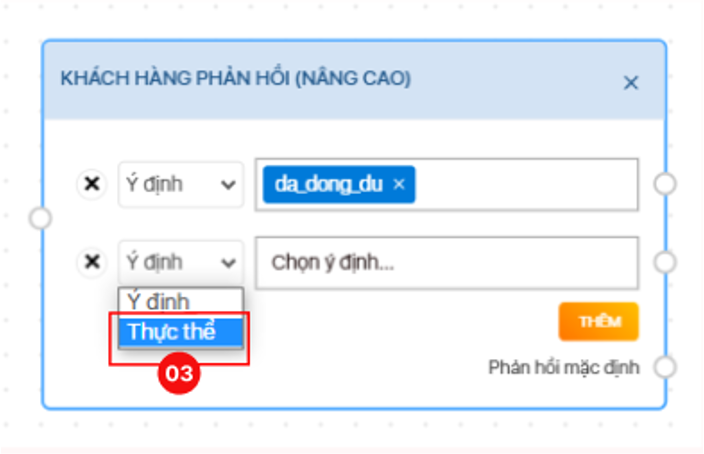 KHÁCH HÀNG PHẢN HỒI (NÂNG CAO) ×
× Ý định da_dong_du ×
× Ý định Chọn ý định...
Ý định
Thực thể
THÊM
03
Phản hồi mặc định